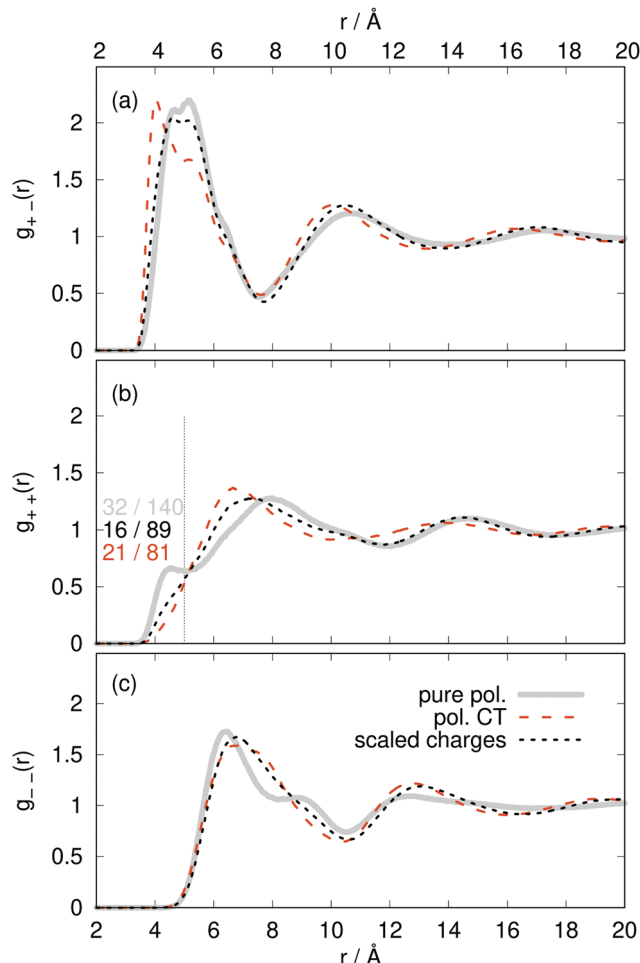 r / Å
2 4 6 8 10 12 14 16 18 20
(a)
2
1.5
1
0.5
0
g+−(r)
(b)
2
1.5
1
0.5
0
g++(r)
32 / 140
16 / 89
21 / 81
(c)
2
1.5
1
0.5
0
g−−(r)
pure pol.
pol. CT
scaled charges
2 4 6 8 10 12 14 16 18 20
r / Å